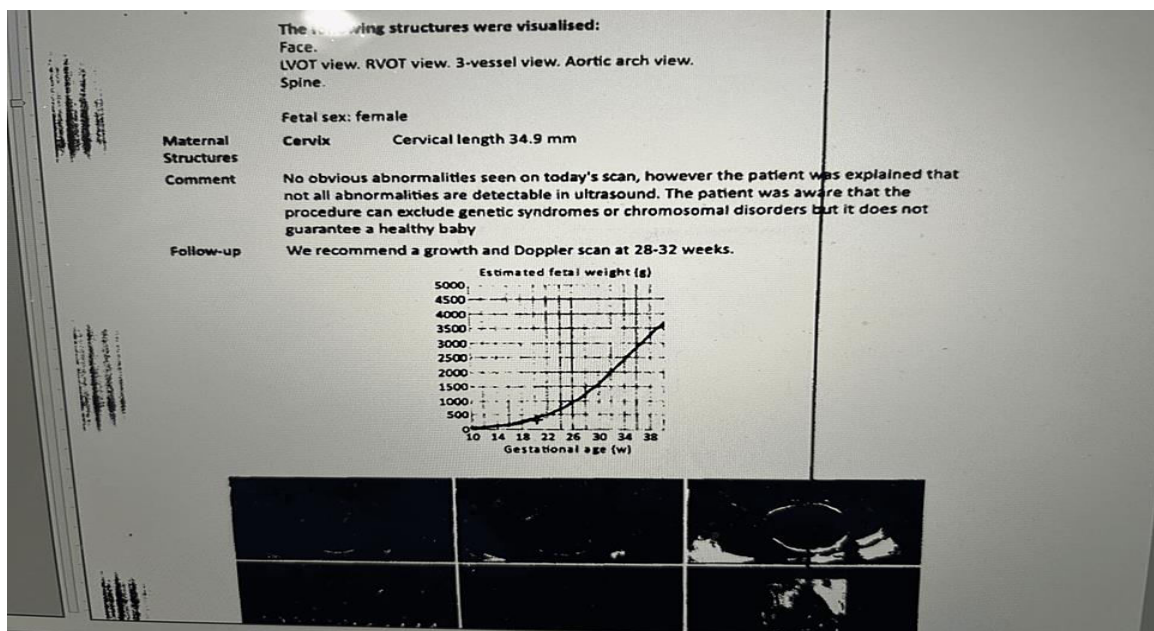 The wing structures were visualised:
Face.
LVOT view. RVOT view. 3-vessel view. Aortic arch view.
Spine.
Fetal sex: female
Maternal Structures Cervix Cervical length 34.9 mm
Comment No obvious abnormalities seen on today's scan, however the patient was explained that
not all abnormalities are detectable in ultrasound. The patient was aware that the
procedure can exclude genetic syndromes or chromosomal disorders but it does not
guarantee a healthy baby
Follow-up We recommend a growth and Doppler scan at 28-32 weeks.
Estimated fetal weight (g)
5000
4500
4000
3500
3000
2500
2000
1500
1000
500
0
10 14 18 22 26 30 34 38
Gestational age (w)